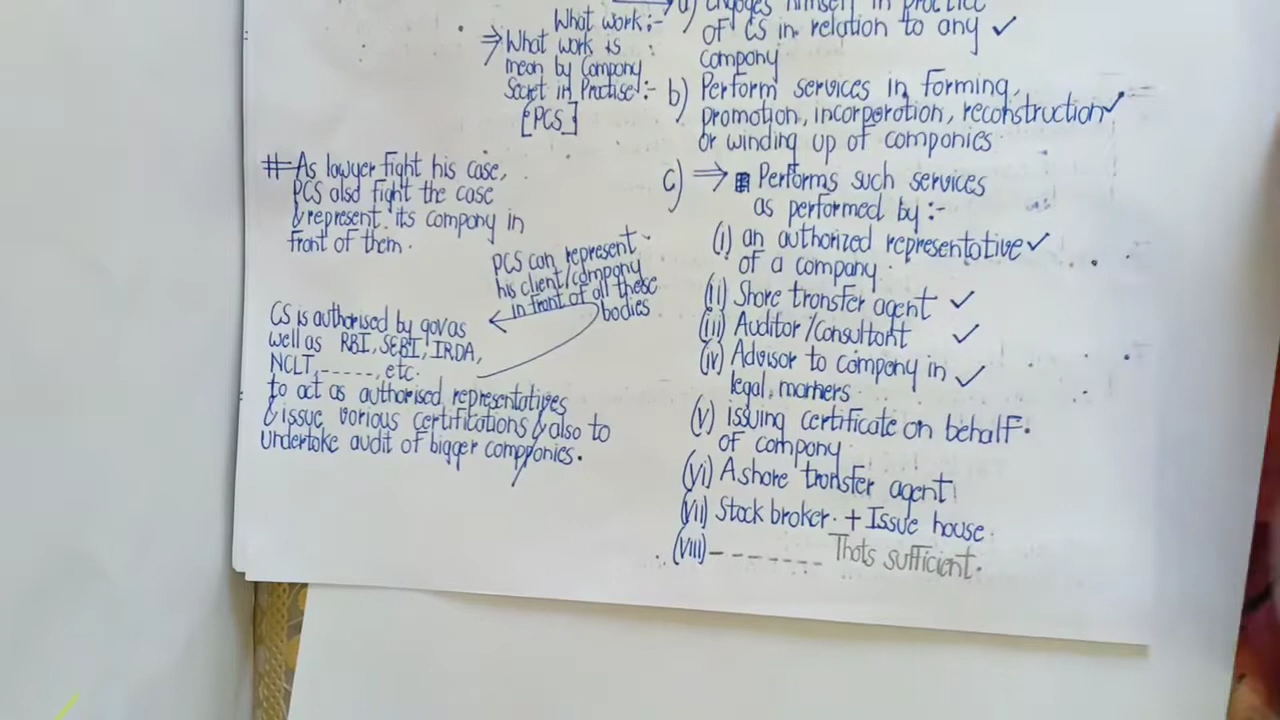 What work:-
⇒ What work is
mean by Company
Secret in Practise:-
[PCS]
a) engages himself in practice
of CS in relation to any ✓
company
b) Perform services in forming,
promotion, incorporation, reconstruction ✓
or winding up of companies
c) ⇒ Performs such services
as performed by :-
(i) an authorized representative ✓
of a company
(ii) Share transfer agent ✓
(iii) Auditor/Consultant ✓
(iv) Advisor to company in ✓
legal, matters
(v) issuing certificate on behalf.
of company
(vi) A share transfer agent
(vii) Stock broker. + Issue house
(viii) -------- Thats sufficient.
# As lawyer fight his case,
PCS also fight the case
& represent its company in
front of them.
PCS can represent
his client/company
in front of all these
bodies
CS is authorised by gov as
well as RBI, SEBI, IRDA,
NCLT, -----, etc.
to act as authorised representatives
& issue various certifications & also to
undertake audit of bigger companies.